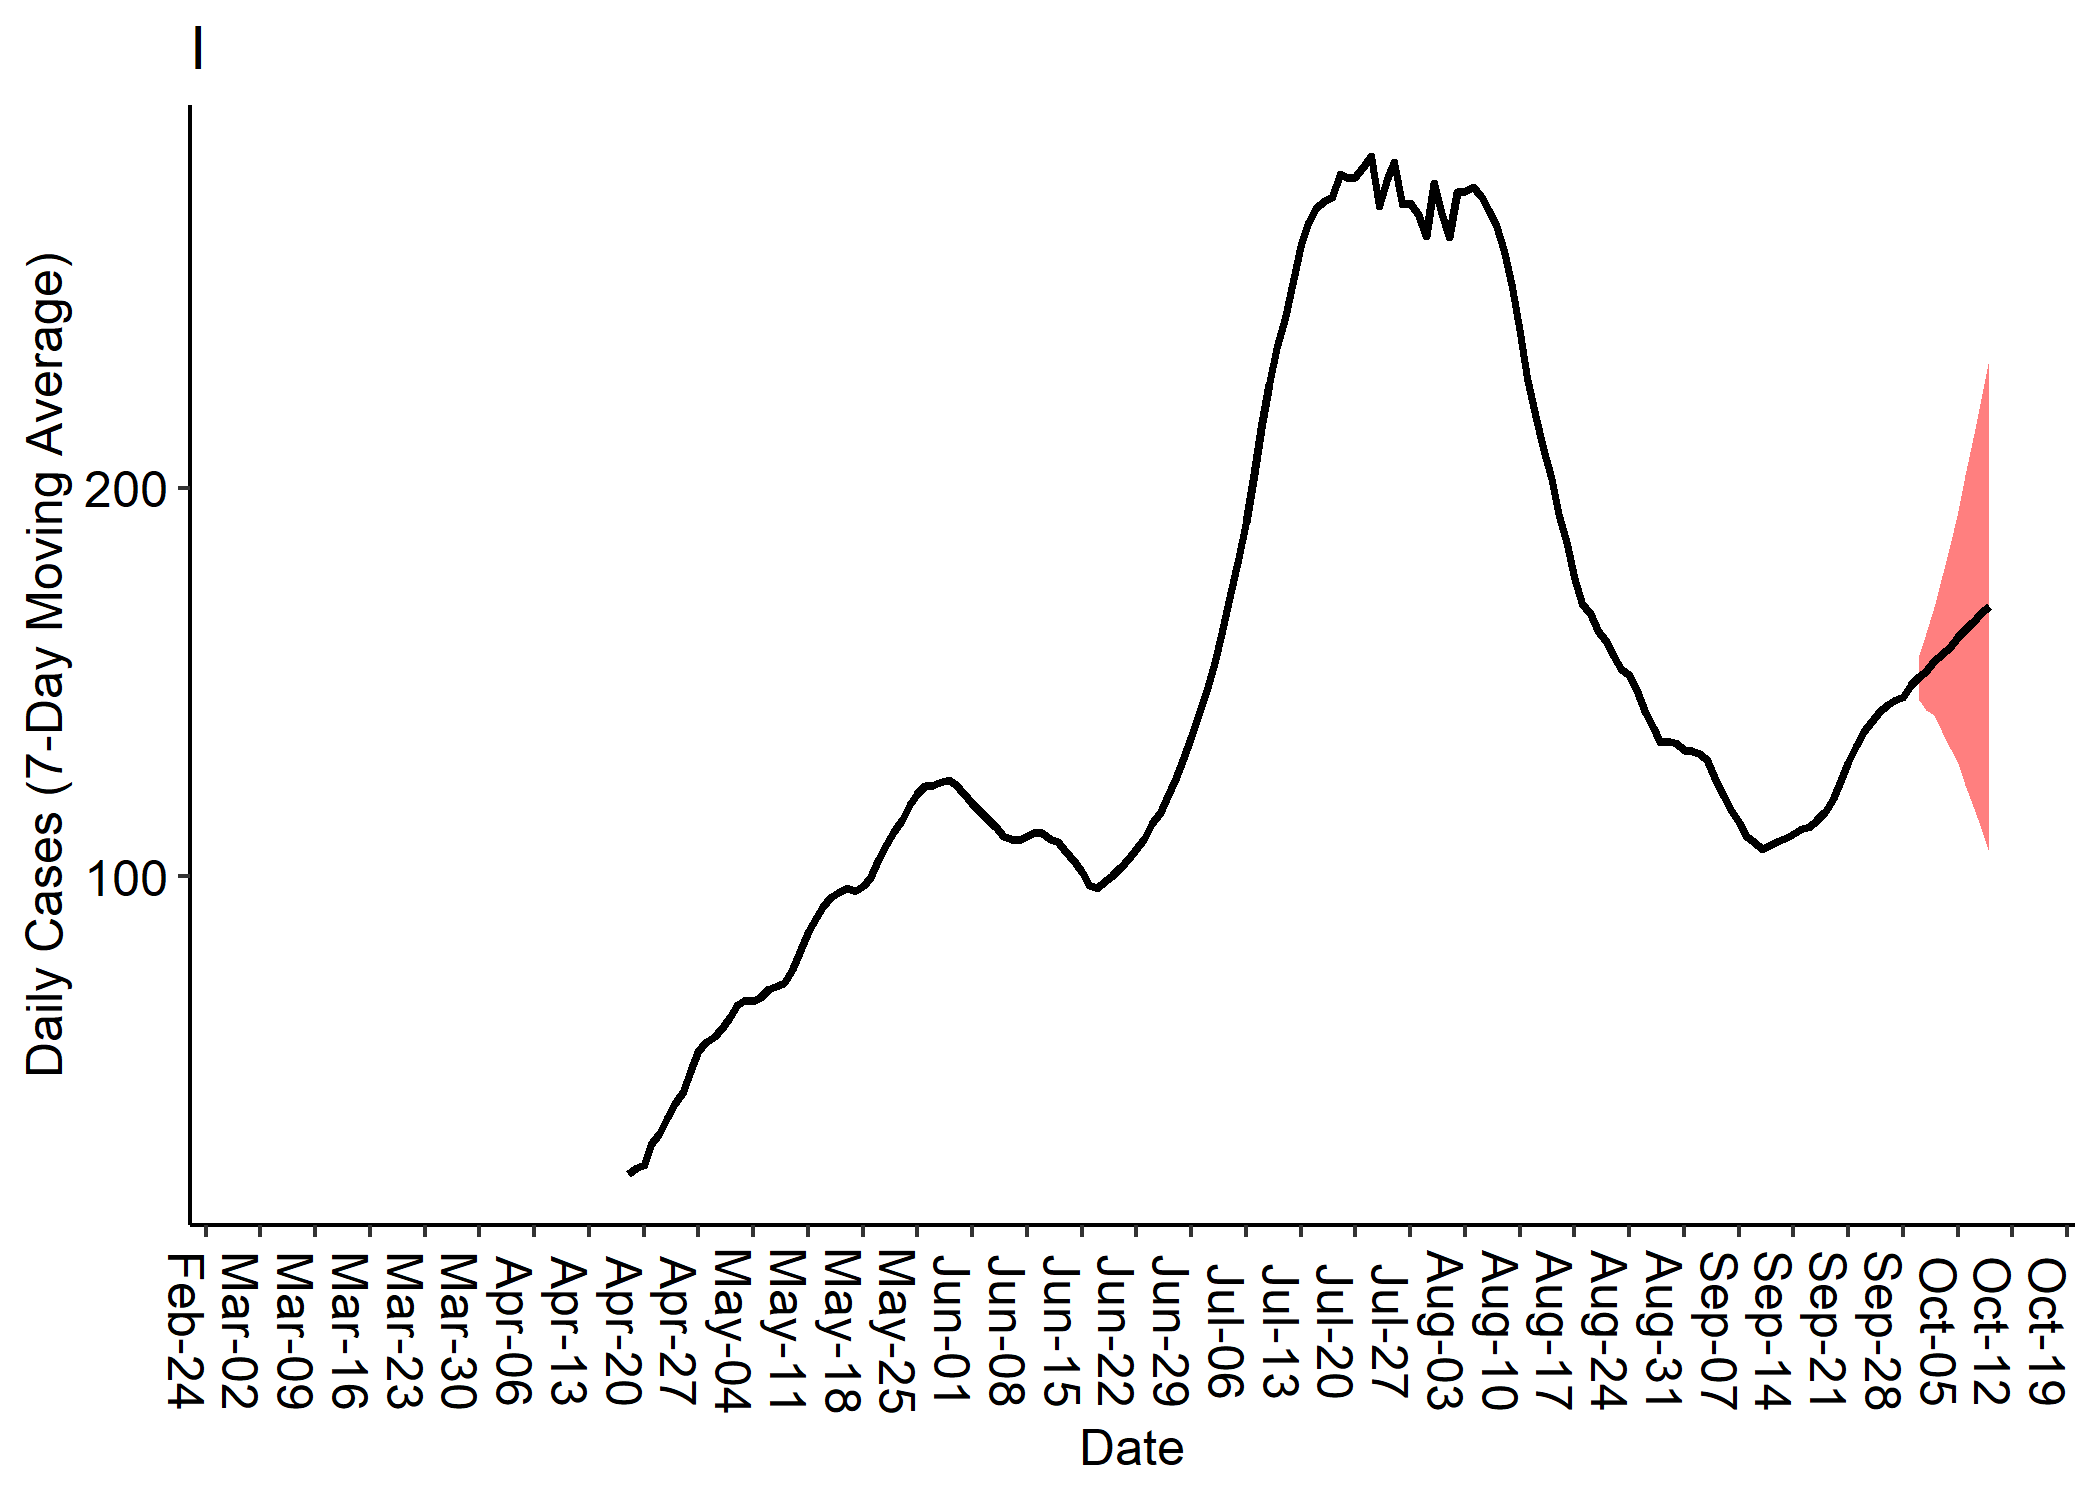 I
Daily Cases (7-Day Moving Average)
200
100
Feb-24
Mar-02
Mar-09
Mar-16
Mar-23
Mar-30
Apr-06
Apr-13
Apr-20
Apr-27
May-04
May-11
May-18
May-25
Jun-01
Jun-08
Jun-15
Jun-22
Jun-29
Jul-06
Jul-13
Jul-20
Jul-27
Aug-03
Aug-10
Aug-17
Aug-24
Aug-31
Sep-07
Sep-14
Sep-21
Sep-28
Oct-05
Oct-12
Oct-19
Date